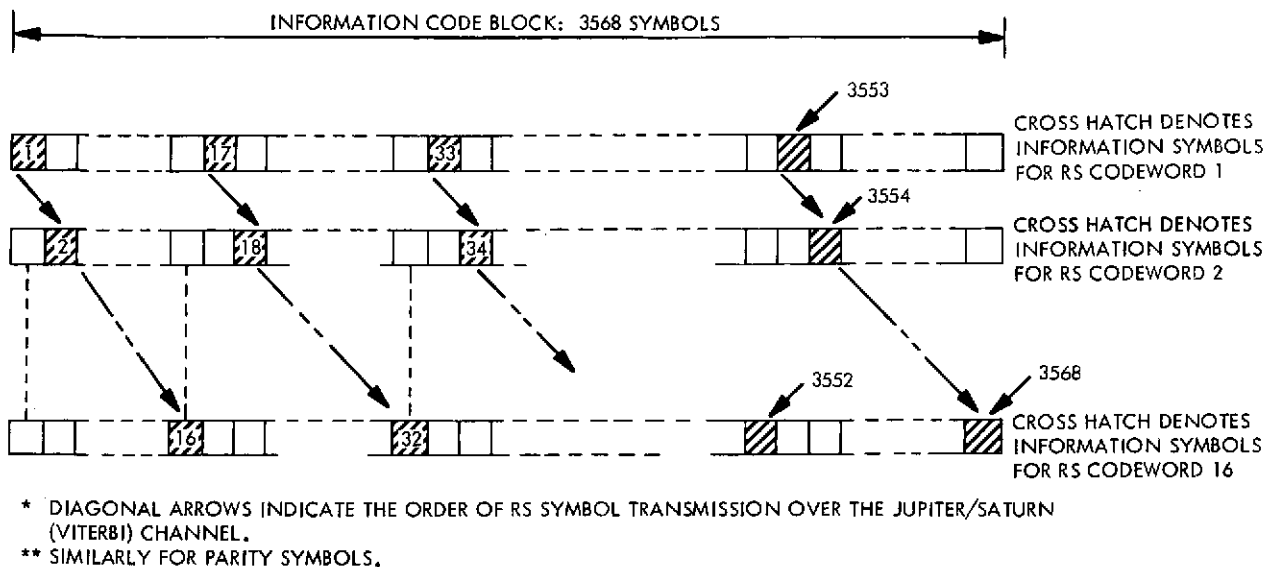 INFORMATION CODE BLOCK: 3568 SYMBOLS
3553
1
17
33
CROSS HATCH DENOTES
INFORMATION SYMBOLS
FOR RS CODEWORD 1
3554
2
18
34
CROSS HATCH DENOTES
INFORMATION SYMBOLS
FOR RS CODEWORD 2
3552
3568
16
32
CROSS HATCH DENOTES
INFORMATION SYMBOLS
FOR RS CODEWORD 16
* DIAGONAL ARROWS INDICATE THE ORDER OF RS SYMBOL TRANSMISSION OVER THE JUPITER/SATURN
(VITERBI) CHANNEL.
** SIMILARLY FOR PARITY SYMBOLS.